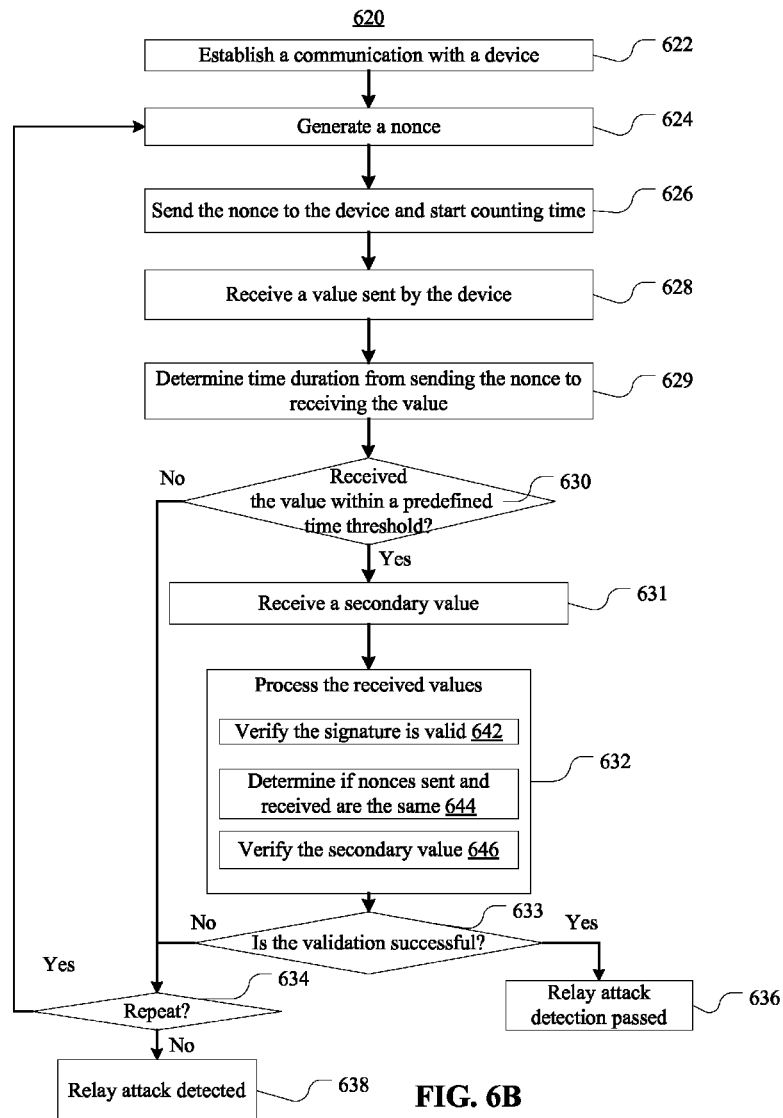 620
Establish a communication with a device
622
Generate a nonce
624
Send the nonce to the device and start counting time
626
Receive a value sent by the device
628
Determine time duration from sending the nonce to
receiving the value
629
No
Received
the value within a predefined
time threshold?
630
Yes
Receive a secondary value
631
Process the received values
Verify the signature is valid 642
Determine if nonces sent and
received are the same 644
Verify the secondary value 646
632
633
No
Is the validation successful?
Yes
Yes
634
Repeat?
Relay attack
detection passed
636
No
Relay attack detected
638
FIG. 6B